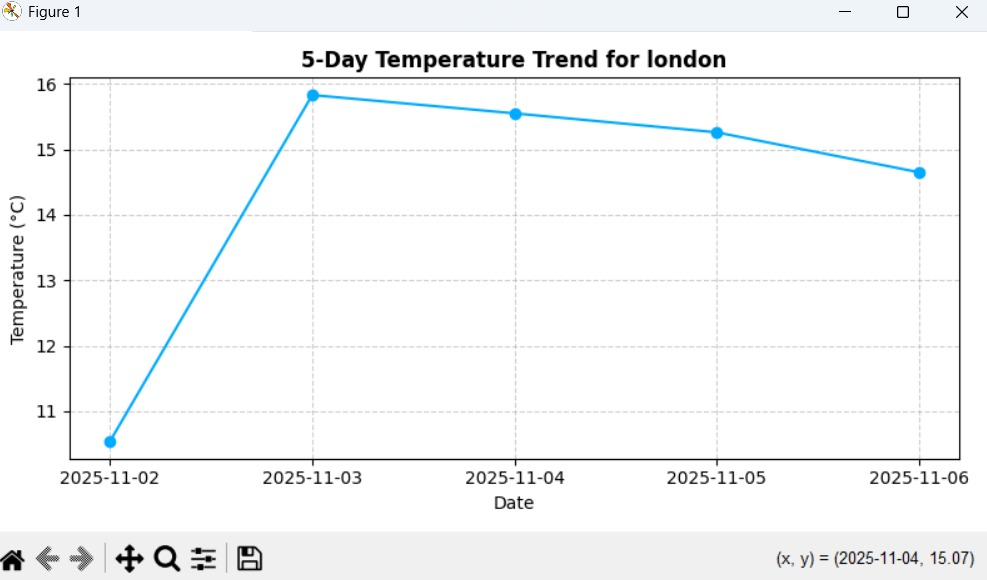 Figure 1
5-Day Temperature Trend for london
Temperature (°C)
16
15
14
13
12
11
2025-11-02 2025-11-03 2025-11-04 2025-11-05 2025-11-06
Date
(x, y) = (2025-11-04, 15.07)